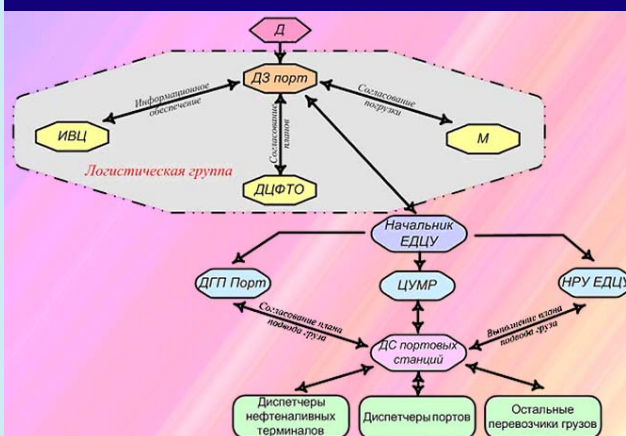 Д
ДЗ порт
Информационное
обеспечение
Согласование
погрузки
Согласование
планов
ИВЦ
М
Логистическая группа
ДЦФТО
Начальник
ЕДЦУ
ДГП Порт
ЦУМР
НРУ ЕДЦУ
Согласование плана
подвода груза
Выполнение плана
подвода груза
ДС портовых
станций
Диспетчеры
нефтеналивных
терминалов
Диспетчеры портов
Остальные
перевозчики грузов